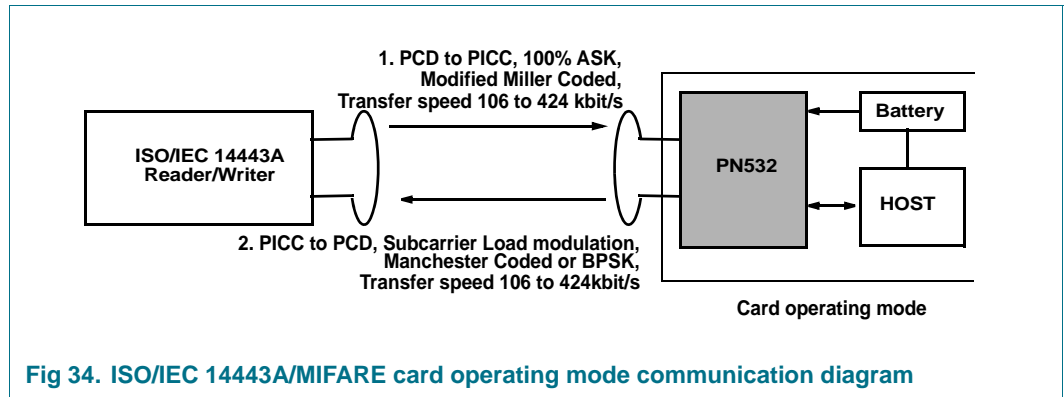 1. PCD to PICC, 100% ASK,
Modified Miller Coded,
Transfer speed 106 to 424 kbit/s
ISO/IEC 14443A
Reader/Writer
PN532
Battery
HOST
2. PICC to PCD, Subcarrier Load modulation,
Manchester Coded or BPSK,
Transfer speed 106 to 424kbit/s
Card operating mode
Fig 34. ISO/IEC 14443A/MIFARE card operating mode communication diagram